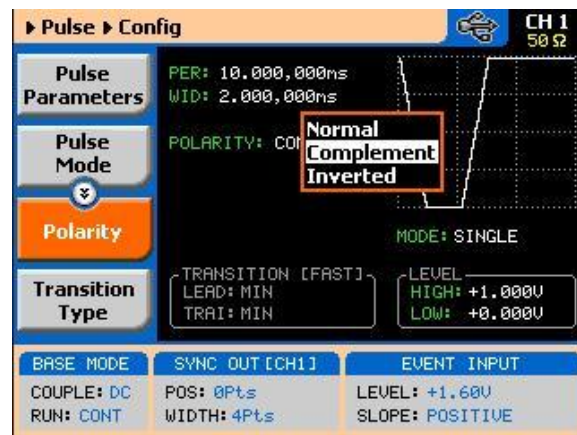 Pulse Config
CH 1
50 Ω
Pulse
Parameters
Pulse
Mode
Polarity
Transition
Type
PER: 10.000,000ms
WID: 2.000,000ms
POLARITY: CO
Normal
Complement
Inverted
MODE: SINGLE
TRANSITION [FAST]
LEAD: MIN
TRAI: MIN
LEVEL
HIGH: +1.000V
LOW: +0.000V
BASE MODE
COUPLE: DC
RUN: CONT
SYNC OUT [CH1]
POS: 0Pts
WIDTH: 4Pts
EVENT INPUT
LEVEL: +1.60V
SLOPE: POSITIVE